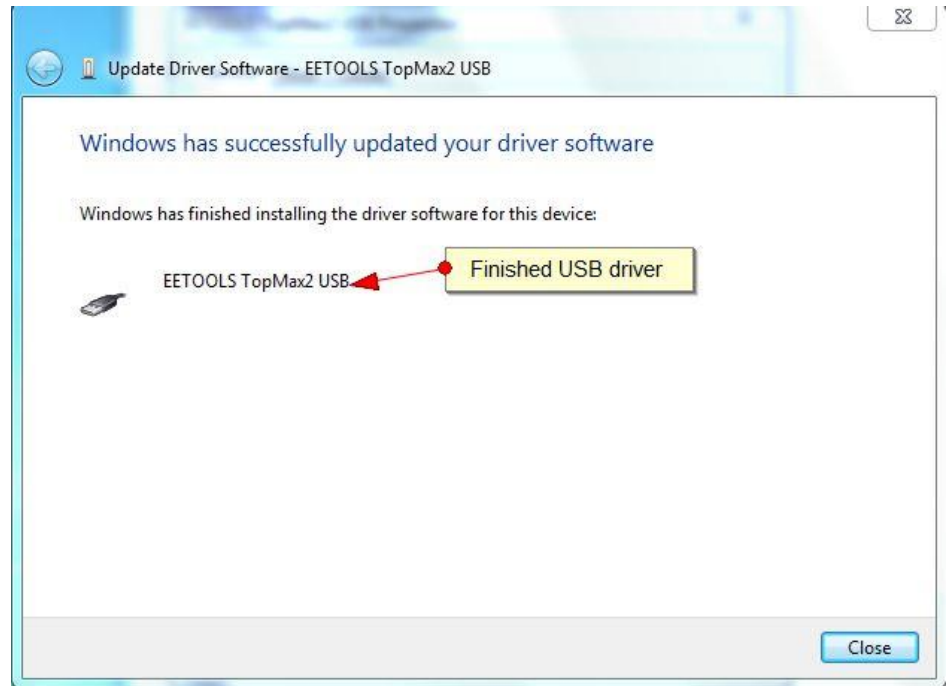 Update Driver Software - EETOOLS TopMax2 USB
Windows has successfully updated your driver software
Windows has finished installing the driver software for this device:
EETOOLS TopMax2 USB
Finished USB driver
Close